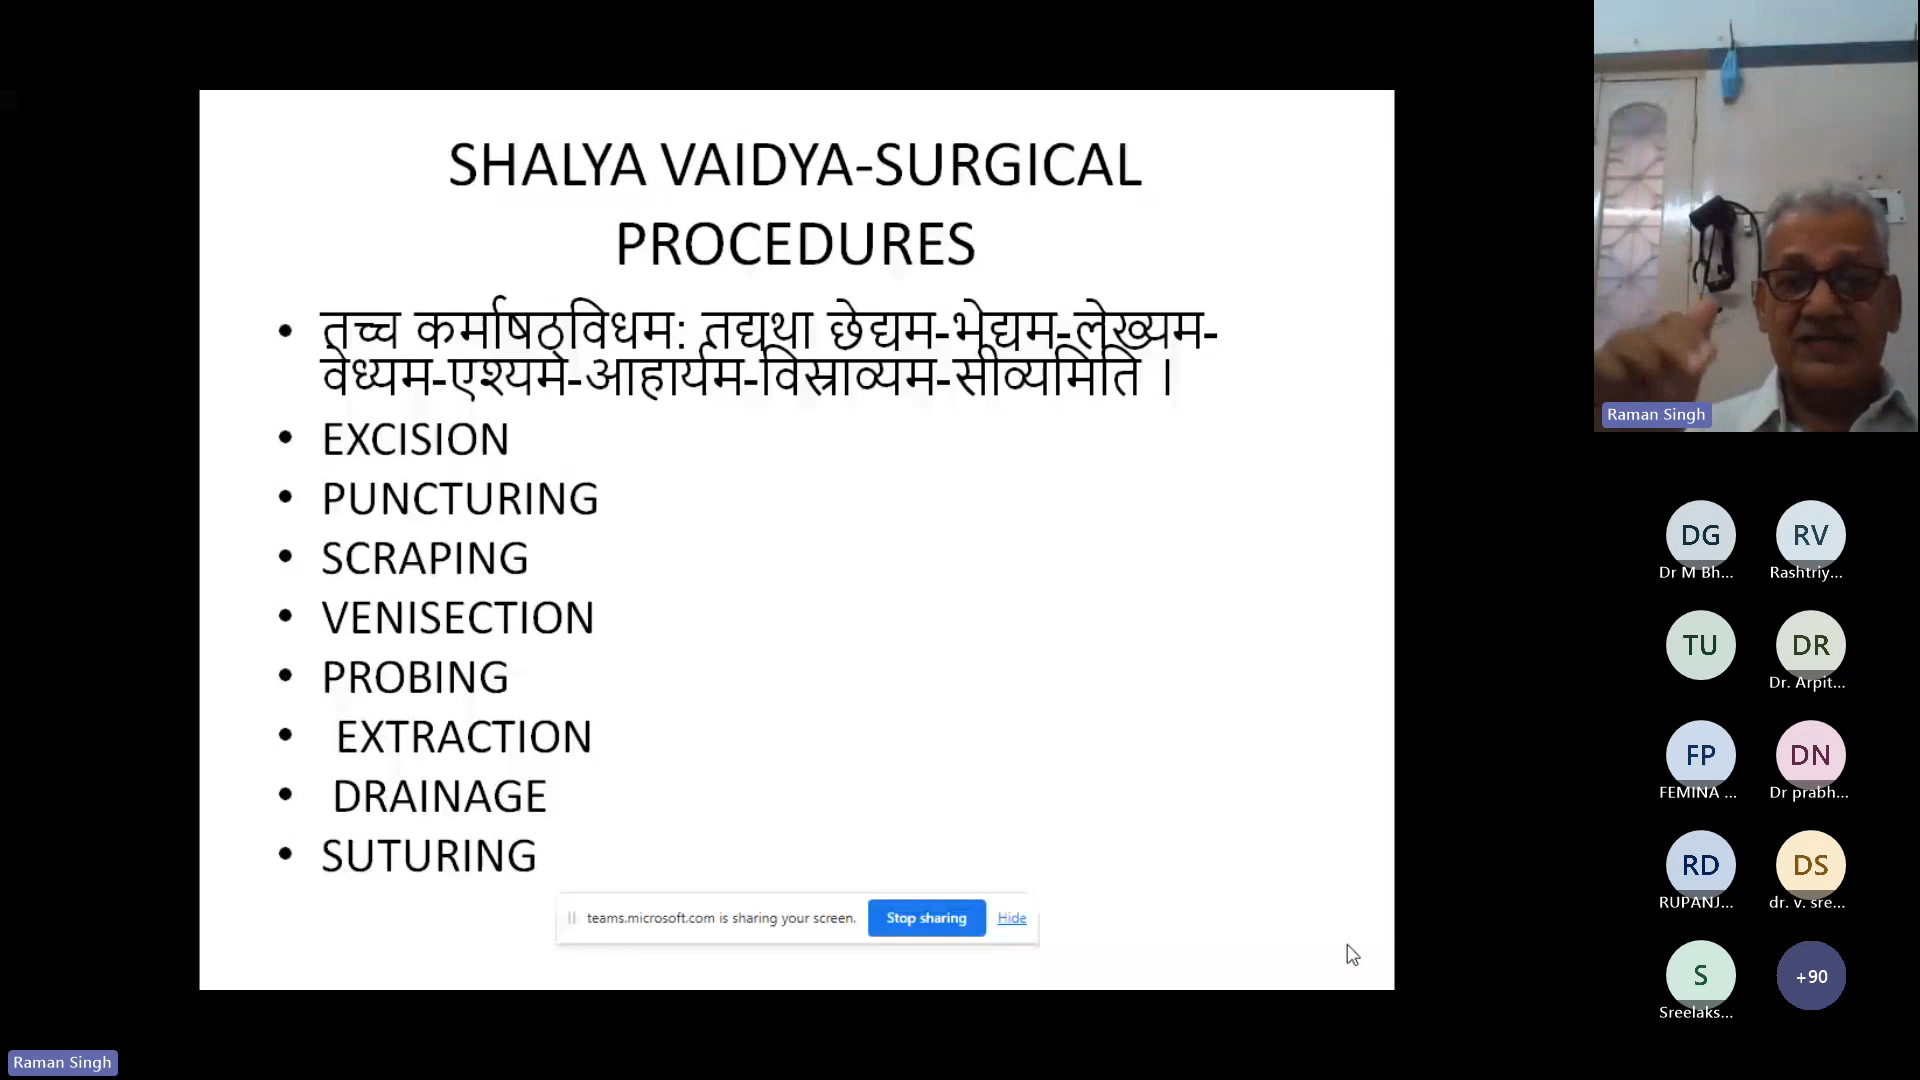 SHALYA VAIDYA-SURGICAL
PROCEDURES
• तच्च कर्माषठ्विधम: तद्यथा छेद्यम-भेद्यम-लेख्यम-
वेध्यम-एश्यम-आहार्यम-विस्राव्यम-सीव्यमिति ।
• EXCISION
• PUNCTURING
• SCRAPING
• VENISECTION
• PROBING
• EXTRACTION
• DRAINAGE
• SUTURING
teams.microsoft.com is sharing your screen. Stop sharing Hide
Raman Singh
DG RV
Dr M Bh... Rashtriy...
TU DR
Dr. Arpit...
FP DN
FEMINA ... Dr prabh...
RD DS
RUPANJ... dr. v. sre...
S +90
Sreelaks...
Raman Singh